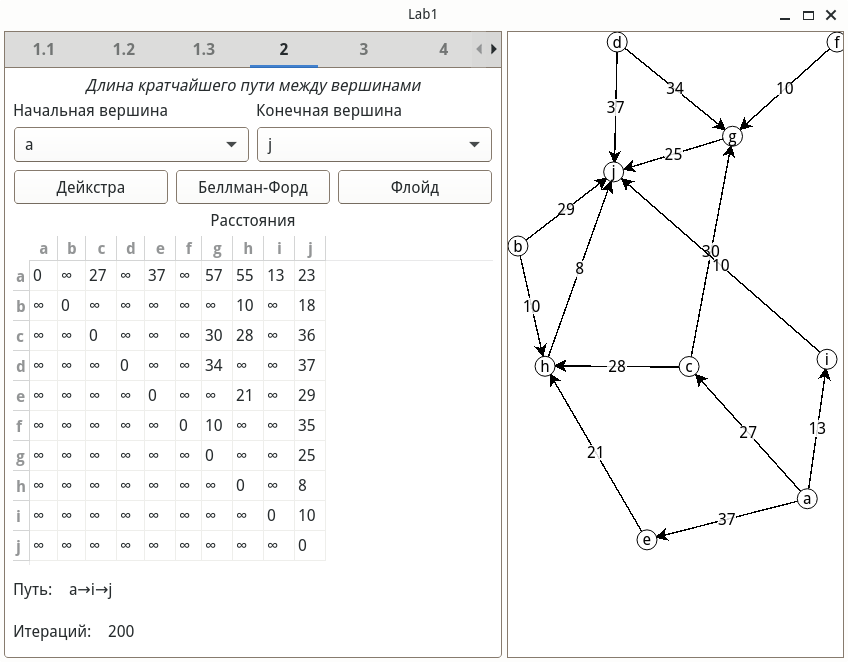 Lab1
1.1 1.2 1.3 2 3 4
Длина кратчайшего пути между вершинами
Начальная вершина Конечная вершина
a j
Дейкстра Беллман-Форд Флойд
Расстояния
a b c d e f g h i j
a 0 ∞ 27 ∞ 37 ∞ 57 55 13 23
b ∞ 0 ∞ ∞ ∞ ∞ ∞ 10 ∞ 18
c ∞ ∞ 0 ∞ ∞ ∞ 30 28 ∞ 36
d ∞ ∞ ∞ 0 ∞ ∞ 34 ∞ ∞ 37
e ∞ ∞ ∞ ∞ 0 ∞ ∞ 21 ∞ 29
f ∞ ∞ ∞ ∞ ∞ 0 10 ∞ ∞ 35
g ∞ ∞ ∞ ∞ ∞ ∞ 0 ∞ ∞ 25
h ∞ ∞ ∞ ∞ ∞ ∞ ∞ 0 ∞ 8
i ∞ ∞ ∞ ∞ ∞ ∞ ∞ ∞ 0 10
j ∞ ∞ ∞ ∞ ∞ ∞ ∞ ∞ ∞ 0
Путь: a→i→j
Итераций: 200
d f
34 10
37
g
25
j
29
b
30
8 10
10
h 28 c i
27 13
21
a
37
e